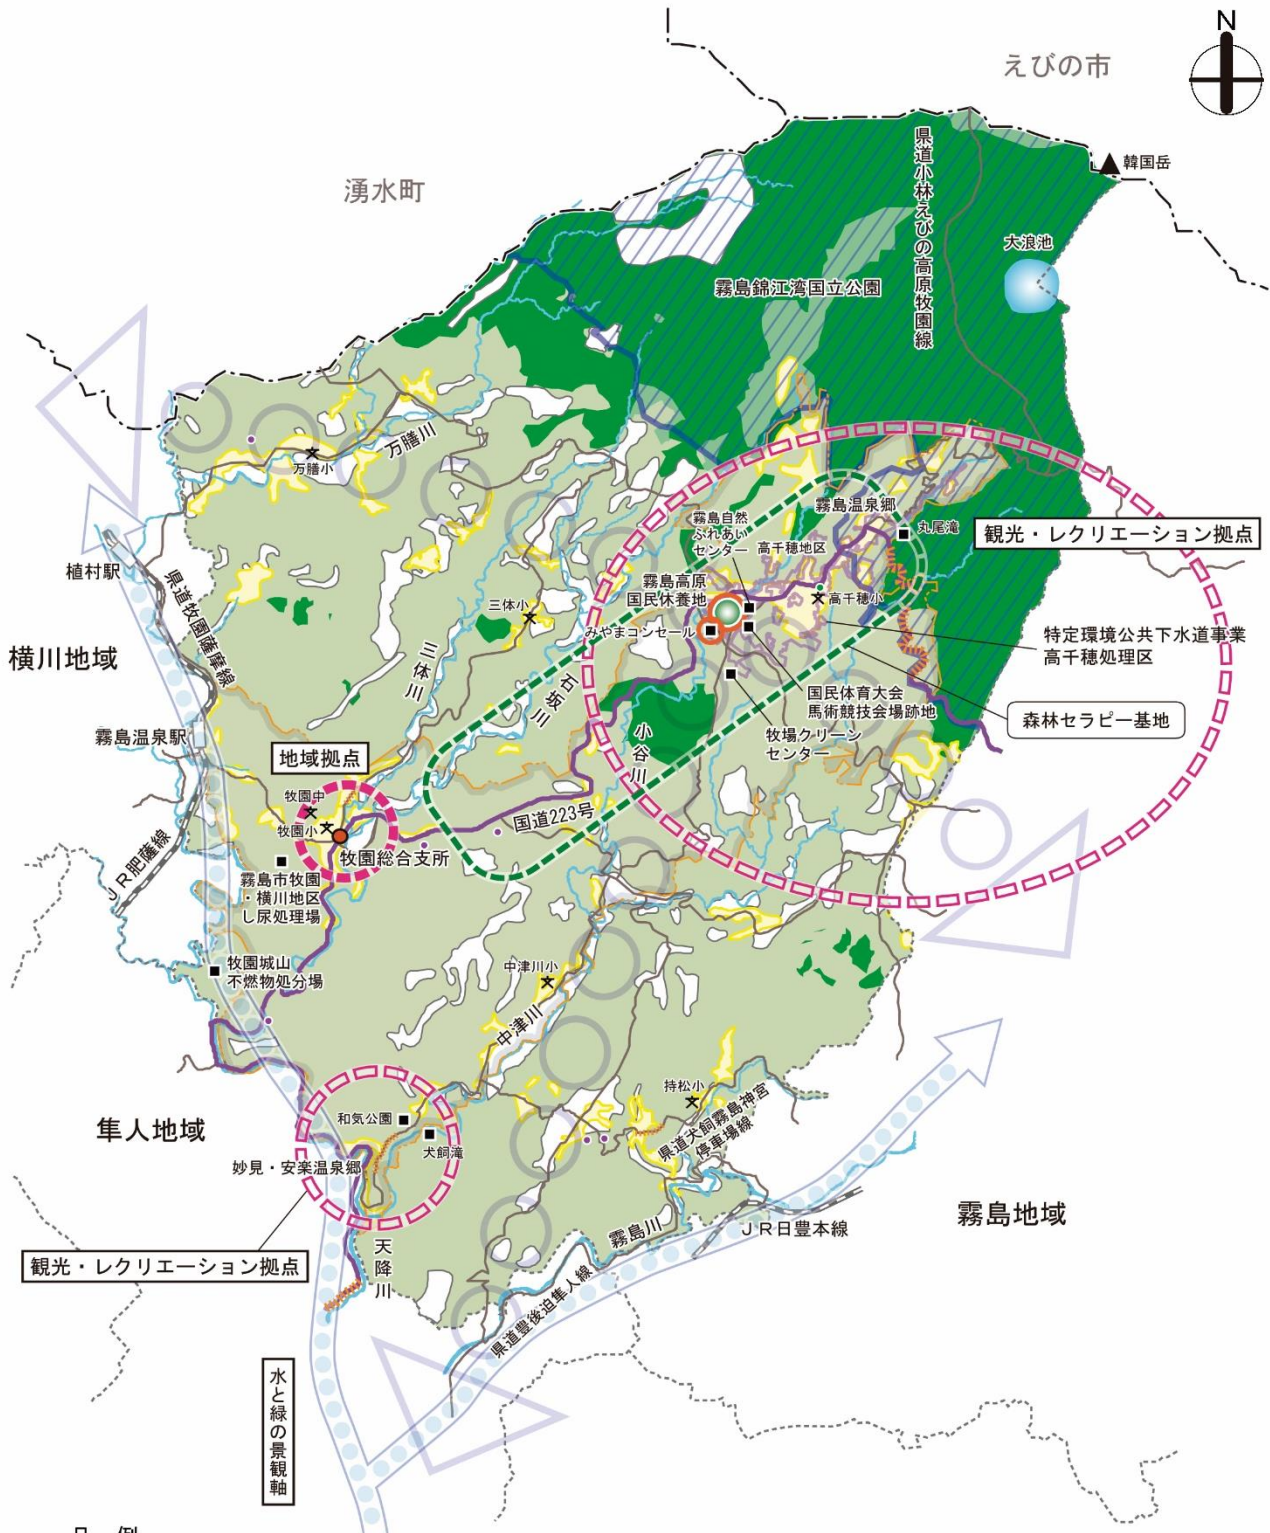 N
えびの市
湧水町
韓国岳
県道小林えびの高原牧園線
大浪池
霧島錦江湾国立公園
万膳川
万膳小
植村駅
県道牧園薩摩線
横川地域
霧島温泉駅
JR肥薩線
三体小
三体川
石坂川
霧島自然
ふれあい
センター
霧島温泉郷
高千穂地区
丸尾滝
観光・レクリエーション拠点
霧島高原
国民休養地
高千穂小
みやまコンセール
特定環境公共下水道事業
高千穂処理区
国民体育大会
馬術競技会場跡地
森林セラピー基地
牧場クリーン
センター
小谷川
地域拠点
牧園中
牧園小
牧園総合支所
国道223号
霧島市牧園
・横川地区
し尿処理場
牧園城山
不燃物処分場
中津川小
中津川
隼人地域
和気公園
犬飼滝
妙見・安楽温泉郷
持松小
県道犬飼霧島神宮
停車場線
霧島地域
JR日豊本線
霧島川
観光・レクリエーション拠点
天降川
県道豊後迫隼人線
水と緑の景観軸
凡 例